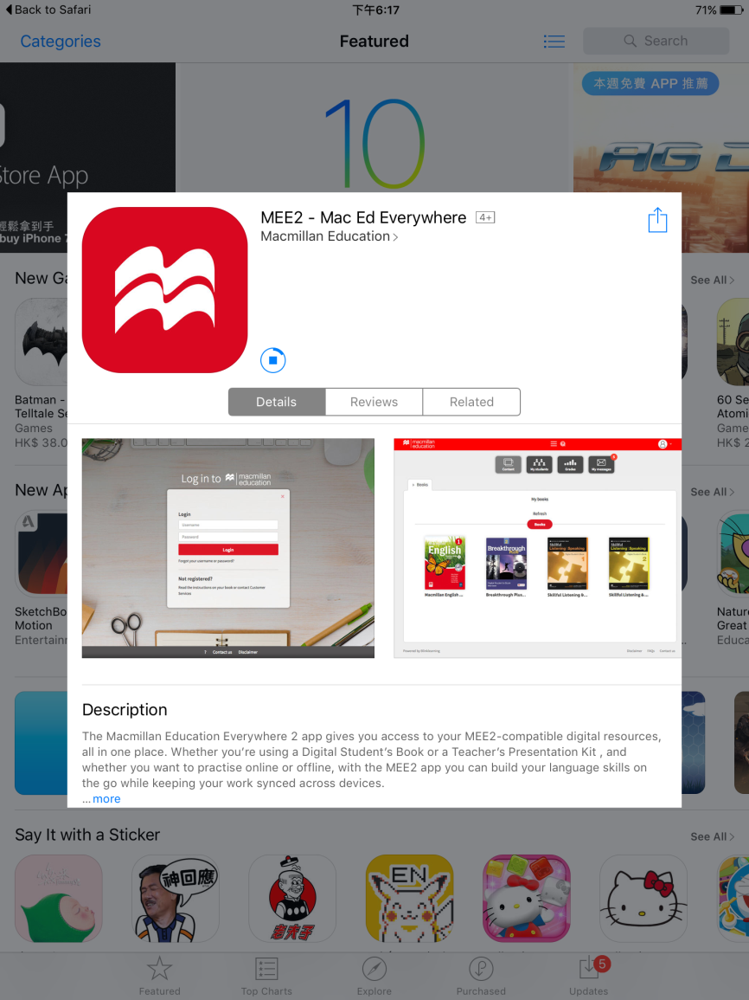 Back to Safari
下午6:17
71%
Categories
Featured
Search
本週免費 APP 推薦
10
Store App
輕鬆拿到手
buy iPhone 7
MEE2 - Mac Ed Everywhere
4+
Macmillan Education
New Ga
See All
Details
Reviews
Related
Batman -
Telltale Se
Games
HK$ 38.0
60 Se
Atomi
Game
HK$ 2
Log in to macmillan
education
Login
Username
Password
Login
Forgot your username or password?
Not registered?
Read the instructions on your book or contact Customer
Services
? Contact us Disclaimer
macmillan
education
Content
My students
Grades
My messages
Books
My books
Refresh
Books
English
Breakthrough
PLUS
Skillful
Listening & Speaking
1
Skillful
Listening & Speaking
2
Macmillan English ...
Breakthrough Plus...
Skillful Listening &...
Skillful Listening &...
Powered by Blinklearning
Disclaimer FAQs Contact us
New Ap
See All
SketchBo
Motion
Entertainr
Nature
Great
Educa
Description
The Macmillan Education Everywhere 2 app gives you access to your MEE2-compatible digital resources,
all in one place. Whether you're using a Digital Student's Book or a Teacher's Presentation Kit , and
whether you want to practise online or offline, with the MEE2 app you can build your language skills on
the go while keeping your work synced across devices.
...more
Say It with a Sticker
See All
神回應
老夫子
EN
Featured
Top Charts
Explore
Purchased
Updates
5